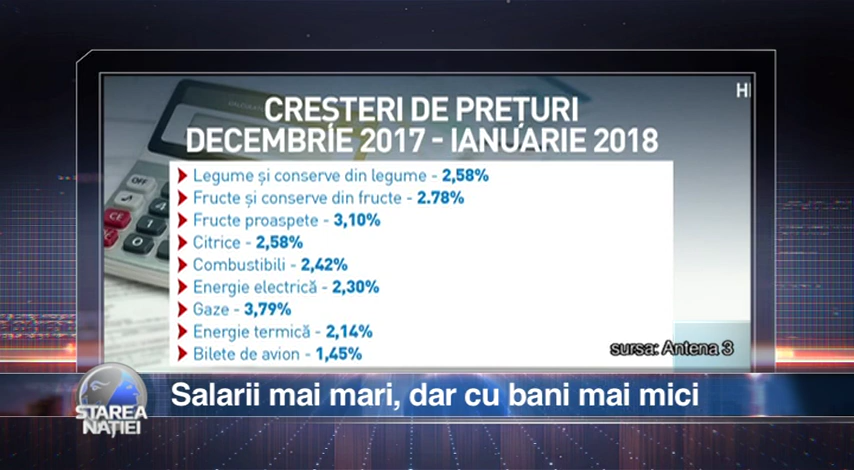 HI
CREȘTERI DE PREȚURI
DECEMBRIE 2017 - IANUARIE 2018
Legume și conserve din legume - 2,58%
Fructe și conserve din fructe - 2.78%
Fructe proaspete - 3,10%
Citrice - 2,58%
Combustibili - 2,42%
Energie electrică - 2,30%
Gaze - 3,79%
Energie termică - 2,14%
Bilete de avion - 1,45%
sursa: Antena 3
Salarii mai mari, dar cu bani mai mici
STAREA
NAȚIEI
CE